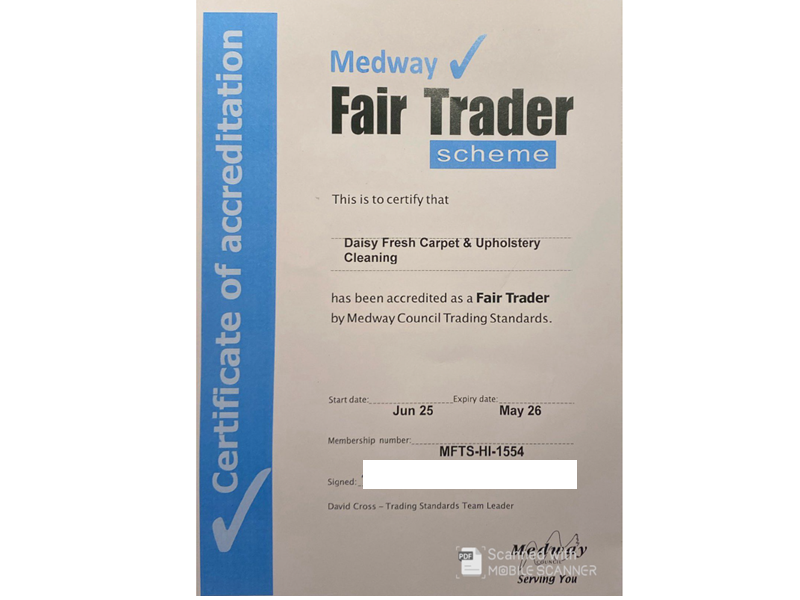 Certificate of accreditation
Medway
Fair Trader
scheme
This is to certify that
Daisy Fresh Carpet & Upholstery
Cleaning
has been accredited as a Fair Trader
by Medway Council Trading Standards.
Start date: Expiry date:
Jun 25 May 26
Membership number:
MFTS-HI-1554
Signed:
David Cross – Trading Standards Team Leader
Medway
COUNCIL
Serving You
PDF Scanned with
MOBILE SCANNER